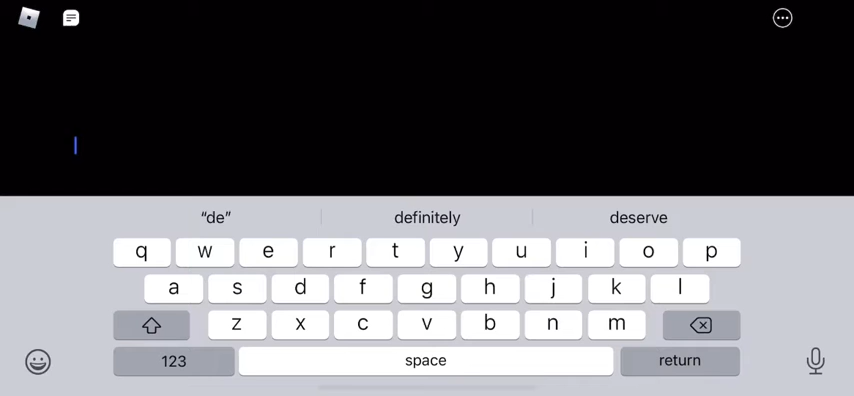 “de” definitely deserve
q w e r t y u i o p
a s d f g h j k l
z x c v b n m
123 space return